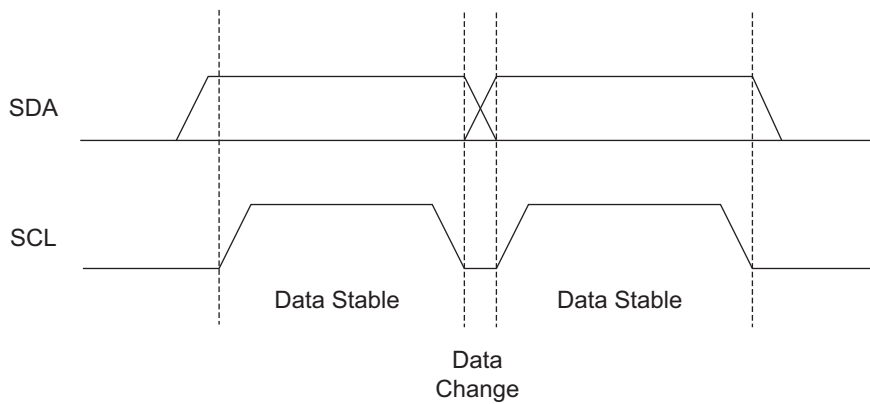 SDA
SCL
Data Stable
Data Stable
Data
Change